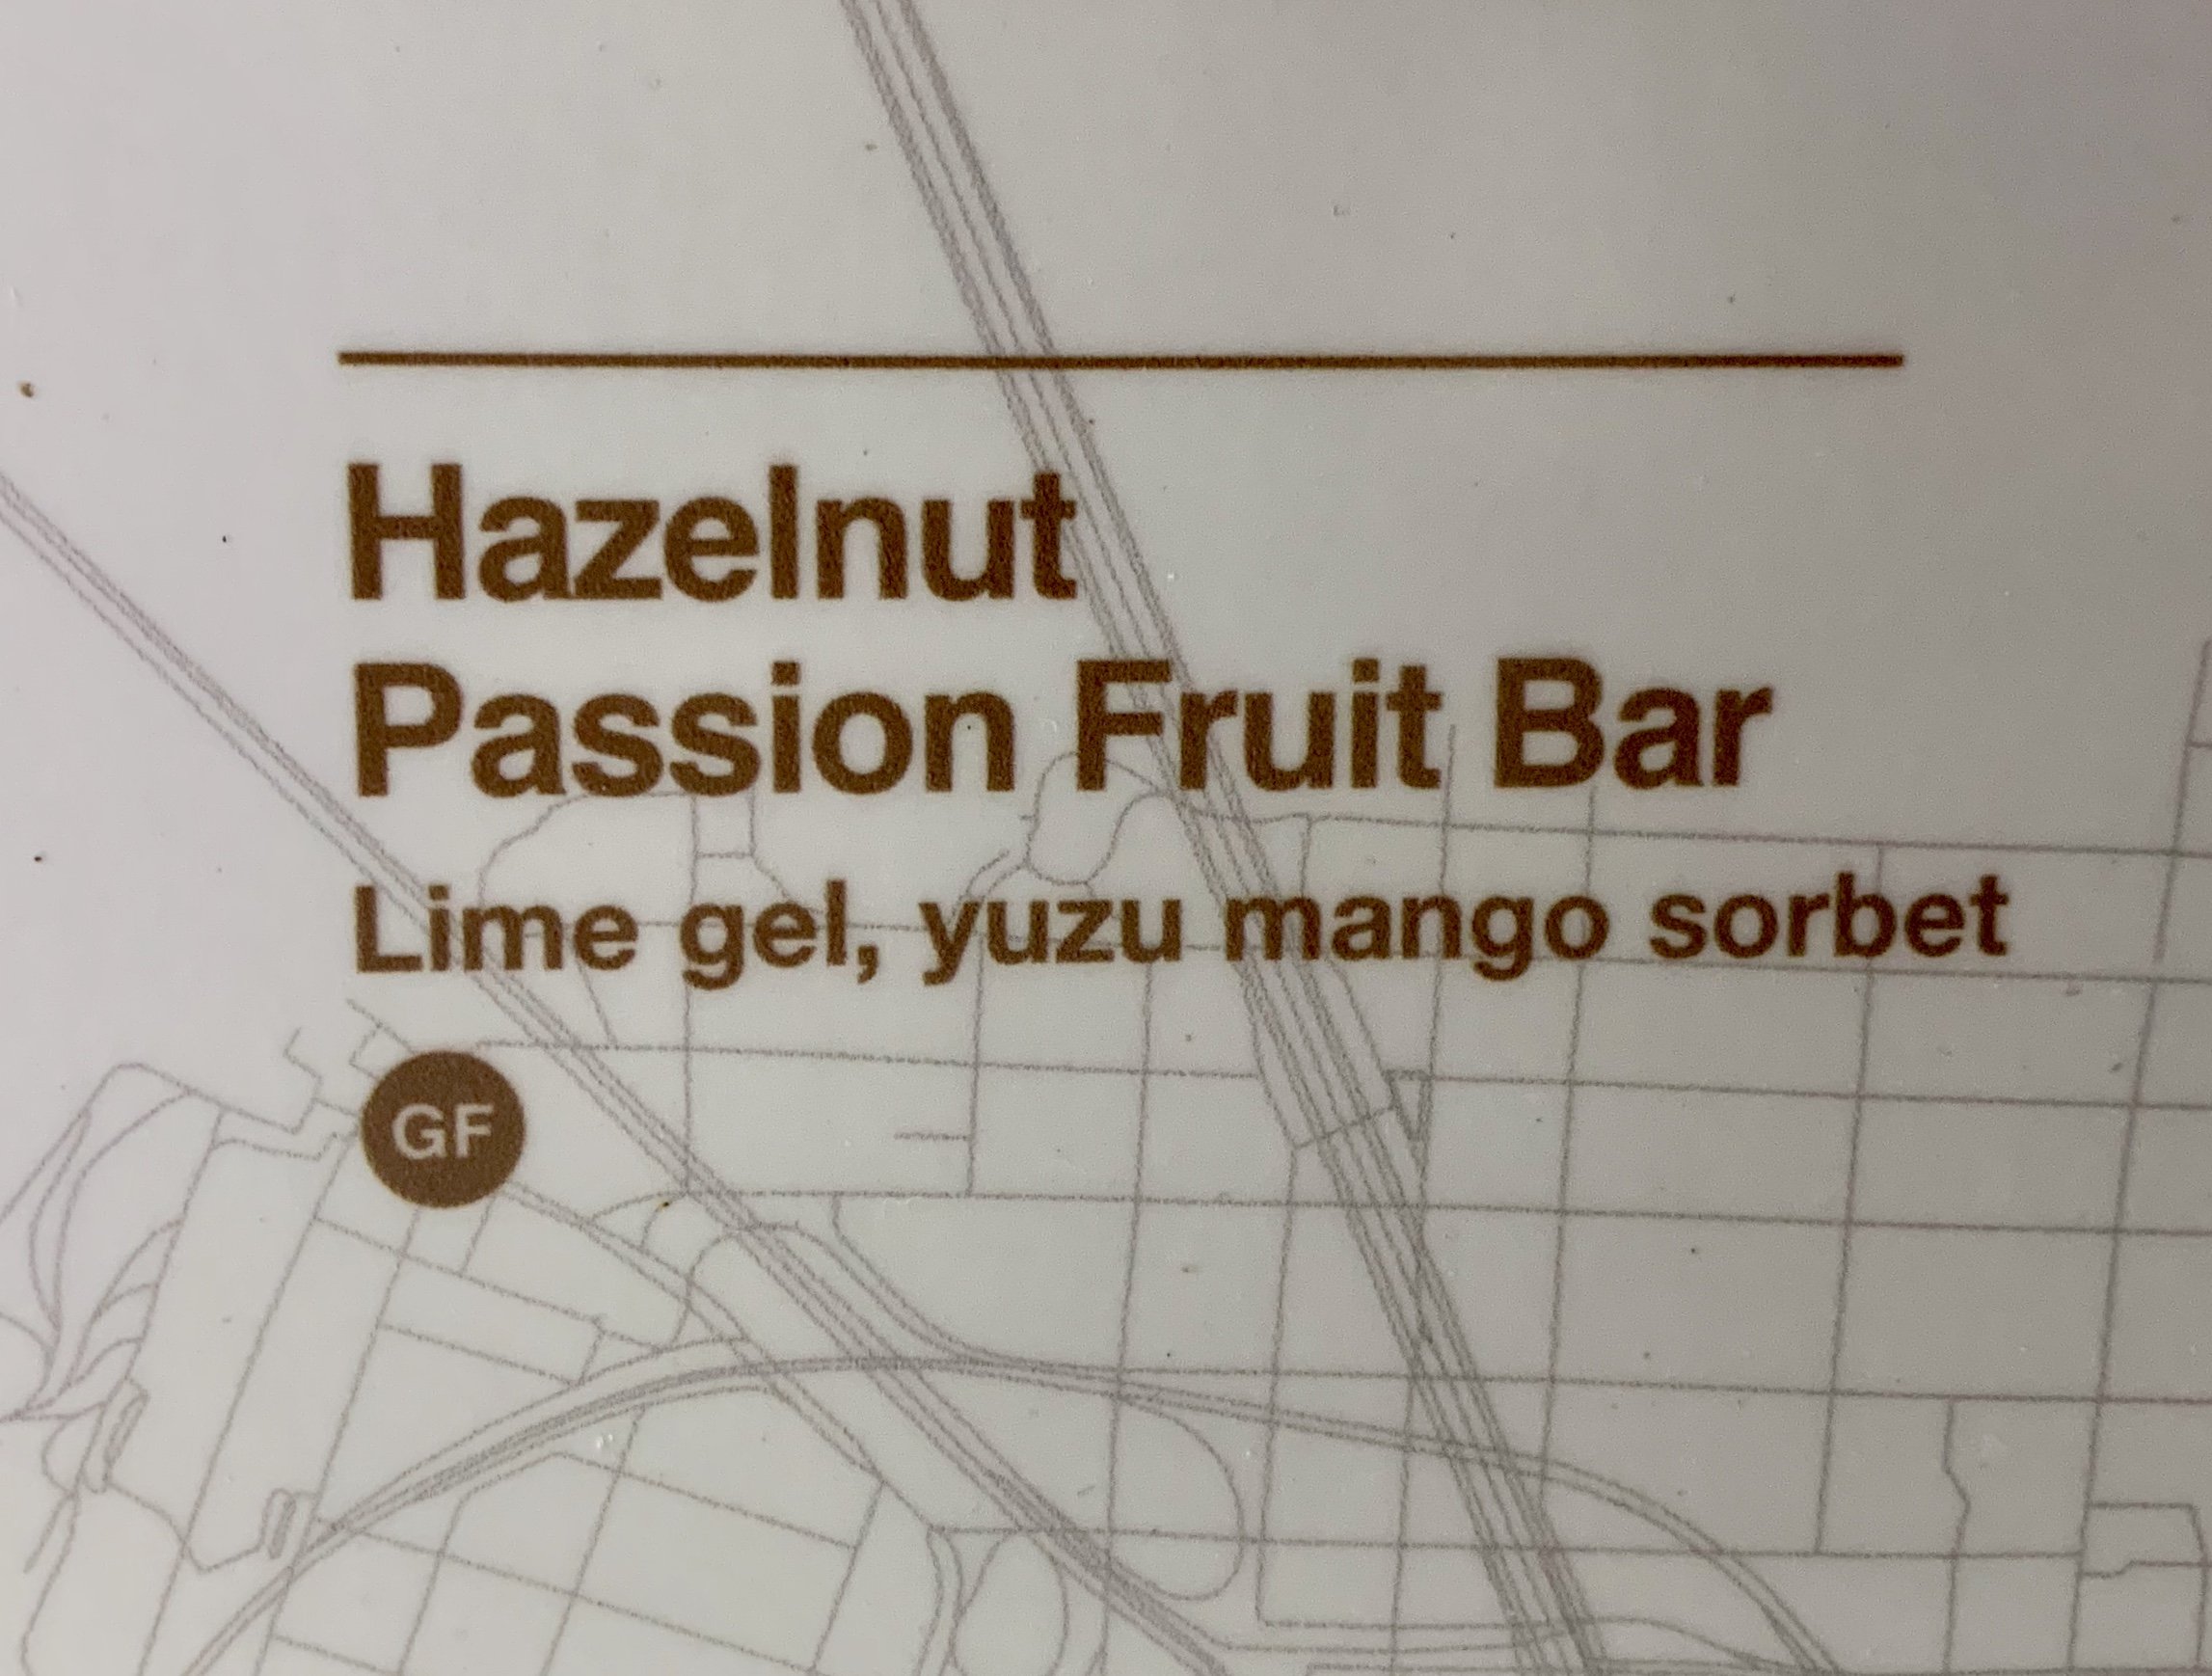 Hazelnut
Passion Fruit Bar
Lime gel, yuzu mango sorbet
GF